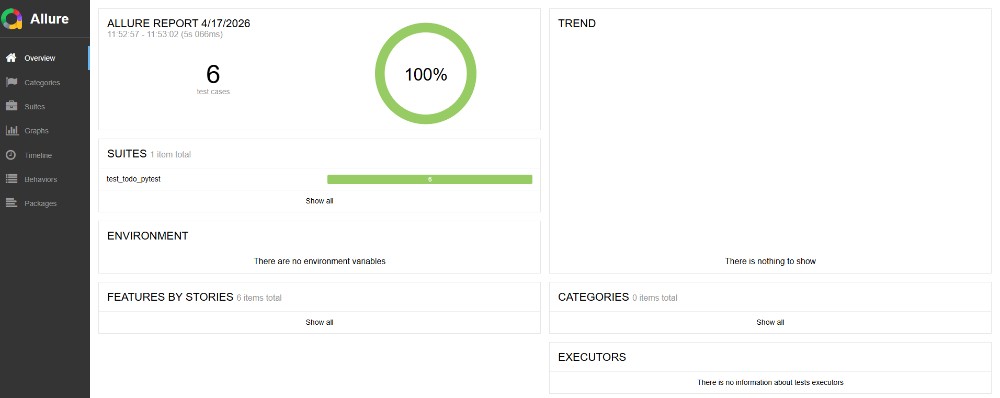 Allure
Overview
Categories
Suites
Graphs
Timeline
Behaviors
Packages
ALLURE REPORT 4/17/2026
11:52:57 - 11:53:02 (5s 066ms)
6
test cases
100%
SUITES 1 item total
test_todo_pytest 6
Show all
ENVIRONMENT
There are no environment variables
FEATURES BY STORIES 6 items total
Show all
TREND
There is nothing to show
CATEGORIES 0 items total
Show all
EXECUTORS
There is no information about tests executors